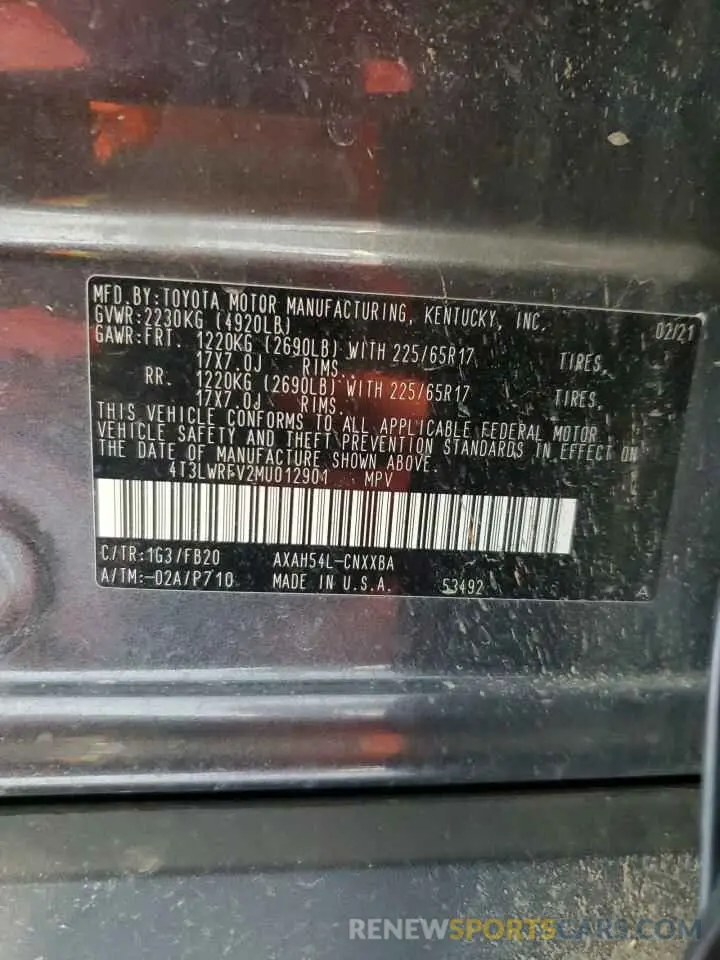 MFD.BY:TOYOTA MOTOR MANUFACTURING, KENTUCKY, INC. 02/21
GVWR:2230KG (4920LB)
GAWR:FRT. 1220KG (2690LB) WITH 225/65R17 TIRES,
17X7.0J RIMS,
RR. 1220KG (2690LB) WITH 225/65R17 TIRES,
17X7.0J RIMS.
THIS VEHICLE CONFORMS TO ALL APPLICABLE FEDERAL MOTOR
VEHICLE SAFETY AND THEFT PREVENTION STANDARDS IN EFFECT ON
THE DATE OF MANUFACTURE SHOWN ABOVE.
4T3LWRFV2MU012901 MPV
C/TR:1G3/FB20 AXAH54L-CNXXBA
A/TM:-02A/P710 MADE IN U.S.A. 53492 A
RENEWSPORTSCARS.COM